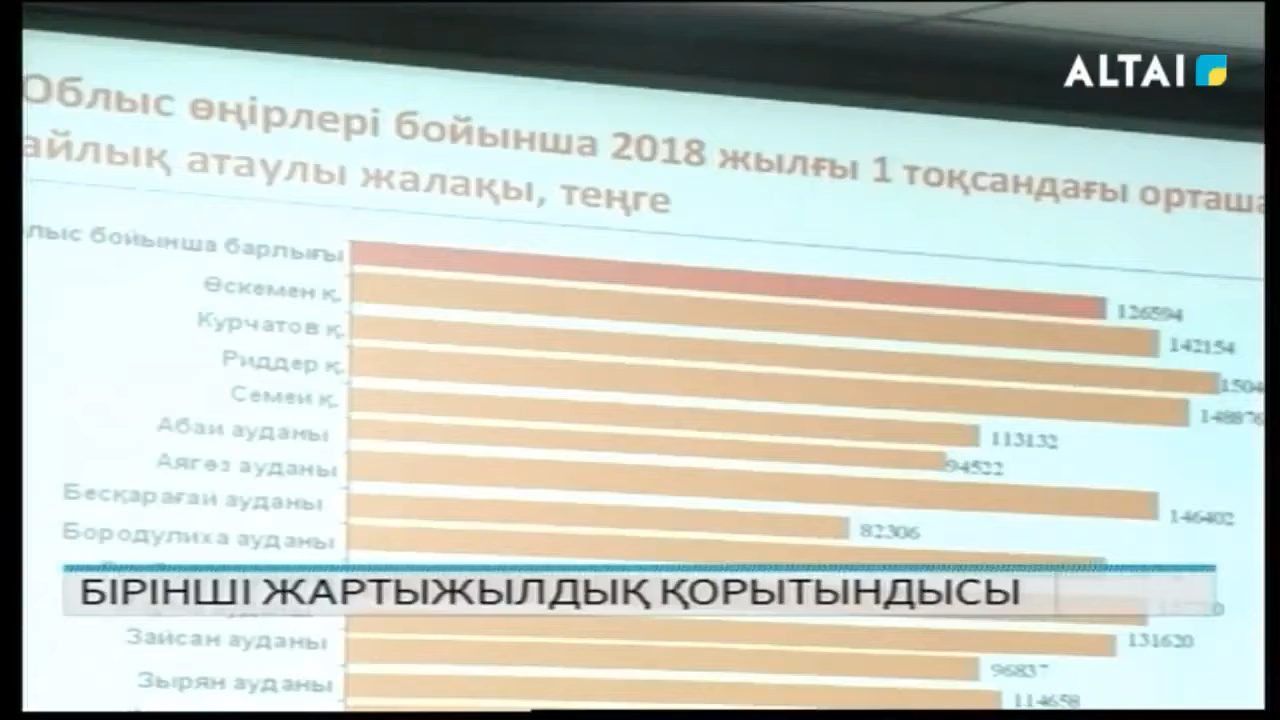 ALTAI
Облыс өңірлері бойынша 2018 жылғы 1 тоқсандағы орташа
айлық атаулы жалақы, теңге
бойынша барлығы
126594
Өскемен қ.
142154
Курчатов қ.
Риддер қ.
148876
Семей қ.
113132
Абай ауданы
94522
Аягөз ауданы
146402
Бесқарағай ауданы
82306
Бородулиха ауданы
БІРІНШІ ЖАРТЫЖЫЛДЫҚ ҚОРЫТЫНДЫСЫ
131620
Зайсан ауданы
96837
Зырян ауданы
114658